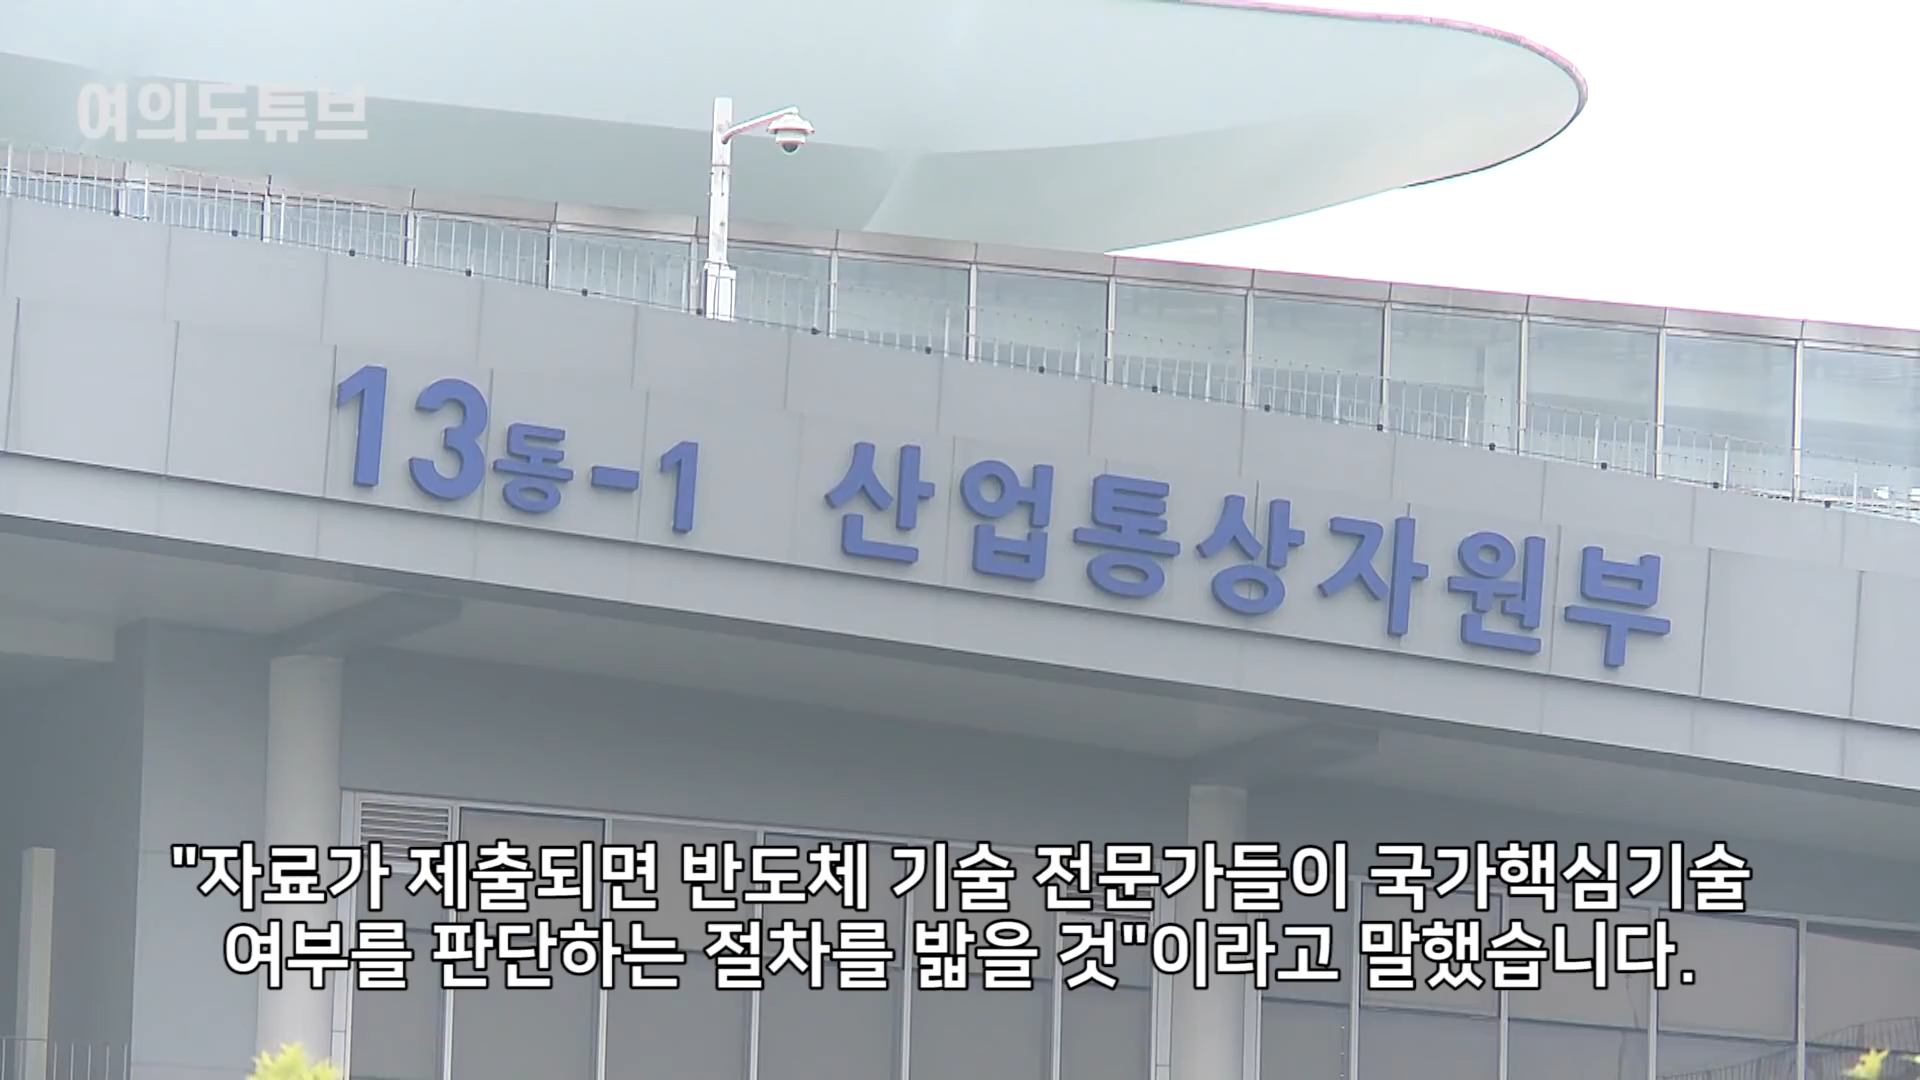 여의도튜브
13동-1 산업통상자원부
"자료가 제출되면 반도체 기술 전문가들이 국가핵심기술
여부를 판단하는 절차를 밟을 것"이라고 말했습니다.